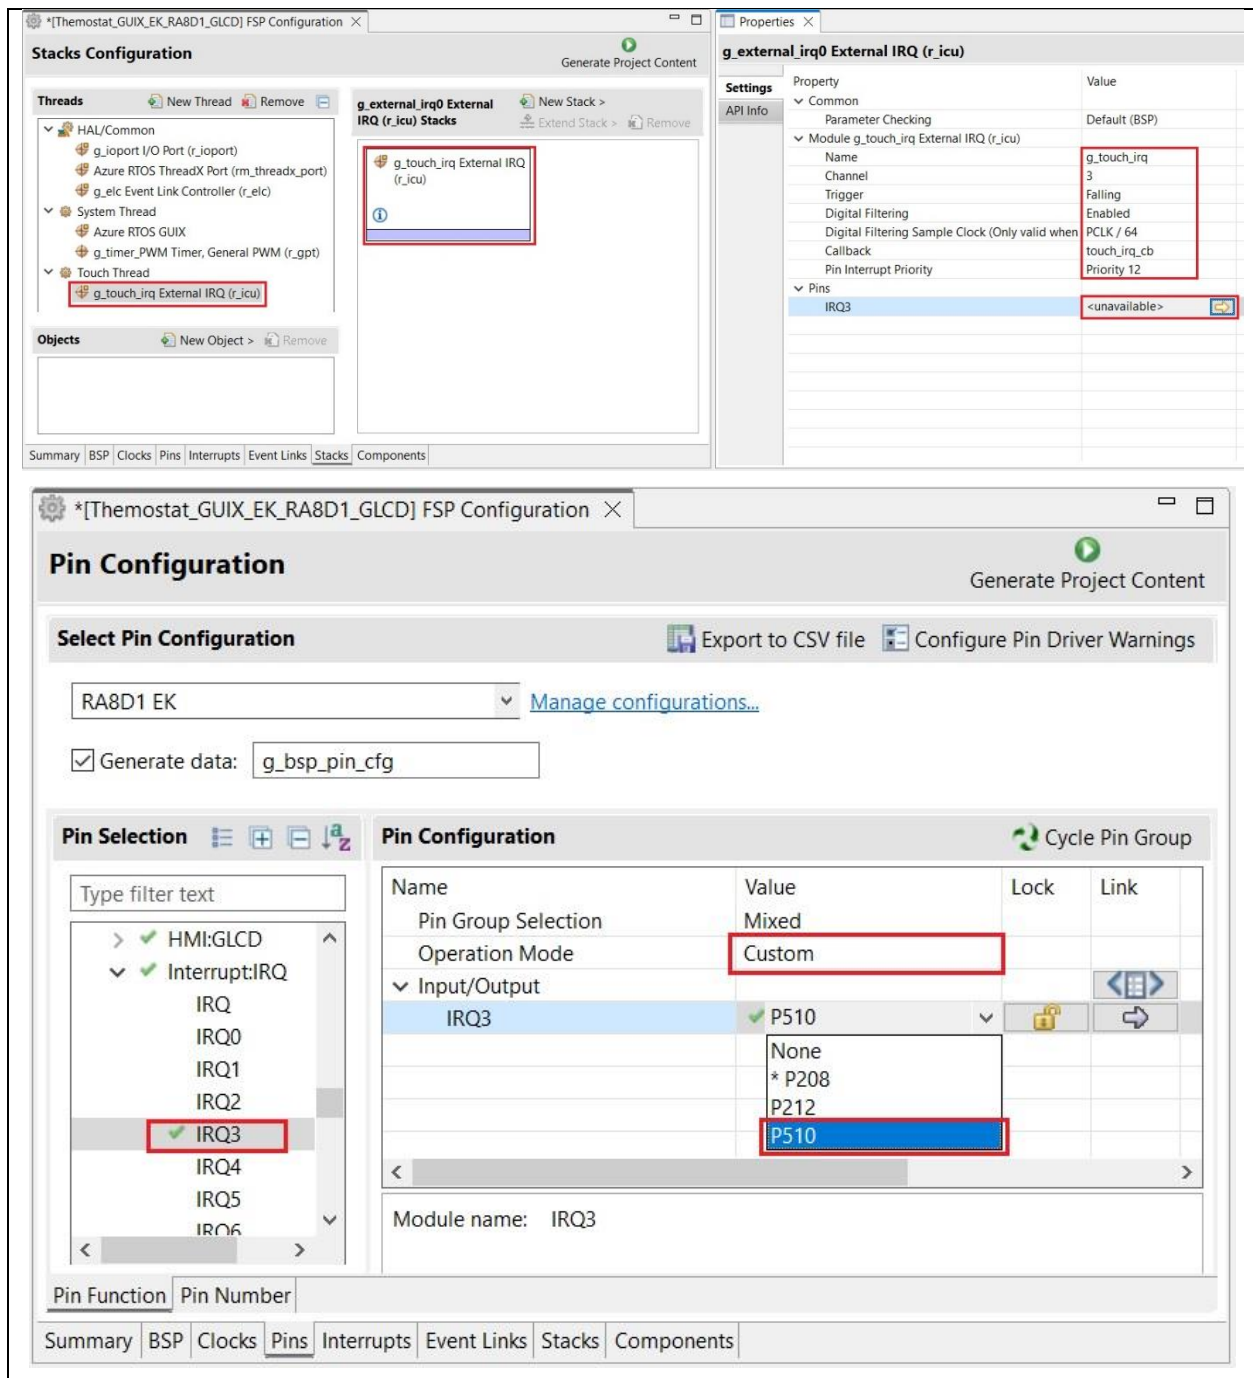 *[Themostat_GUIX_EK_RA8D1_GLCD] FSP Configuration
Stacks Configuration
Generate Project Content
Threads
New Thread
Remove
HAL/Common
g_ioport I/O Port (r_ioport)
Azure RTOS ThreadX Port (rm_threadx_port)
g_elc Event Link Controller (r_elc)
System Thread
Azure RTOS GUIX
g_timer_PWM Timer, General PWM (r_gpt)
Touch Thread
g_touch_irq External IRQ (r_icu)
Objects
New Object >
Remove
g_external_irq0 External
IRQ (r_icu) Stacks
New Stack >
Extend Stack >
Remove
g_touch_irq External IRQ
(r_icu)
Summary BSP Clocks Pins Interrupts Event Links Stacks Components
Properties
g_external_irq0 External IRQ (r_icu)
Settings
API Info
Property Value
Common
Parameter Checking Default (BSP)
Module g_touch_irq External IRQ (r_icu)
Name g_touch_irq
Channel 3
Trigger Falling
Digital Filtering Enabled
Digital Filtering Sample Clock (Only valid when PCLK / 64
Callback touch_irq_cb
Pin Interrupt Priority Priority 12
Pins
IRQ3 <unavailable>
*[Themostat_GUIX_EK_RA8D1_GLCD] FSP Configuration
Pin Configuration
Generate Project Content
Select Pin Configuration
Export to CSV file
Configure Pin Driver Warnings
RA8D1 EK
Manage configurations...
Generate data: g_bsp_pin_cfg
Pin Selection
Type filter text
HMI:GLCD
Interrupt:IRQ
IRQ
IRQ0
IRQ1
IRQ2
IRQ3
IRQ4
IRQ5
IRQ6
Pin Configuration
Cycle Pin Group
Name Value Lock Link
Pin Group Selection Mixed
Operation Mode Custom
Input/Output
IRQ3 P510
None
* P208
P212
P510
Module name: IRQ3
Pin Function Pin Number
Summary BSP Clocks Pins Interrupts Event Links Stacks Components